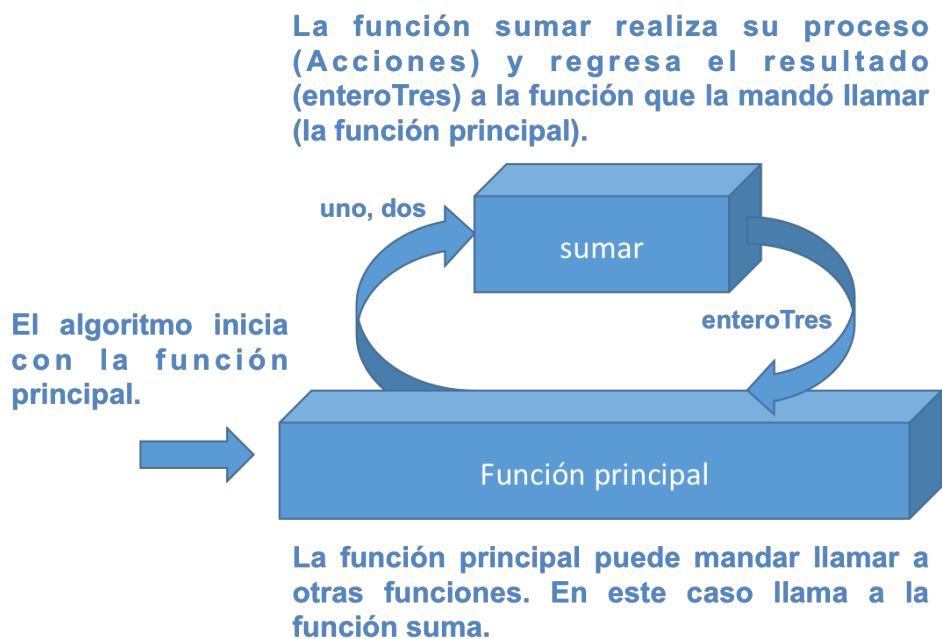 La función sumar realiza su proceso
(Acciones) y regresa el resultado
(enteroTres) a la función que la mandó llamar
(la función principal).
uno, dos
sumar
enteroTres
El algoritmo inicia
con la función
principal.
Función principal
La función principal puede mandar llamar a
otras funciones. En este caso llama a la
función suma.